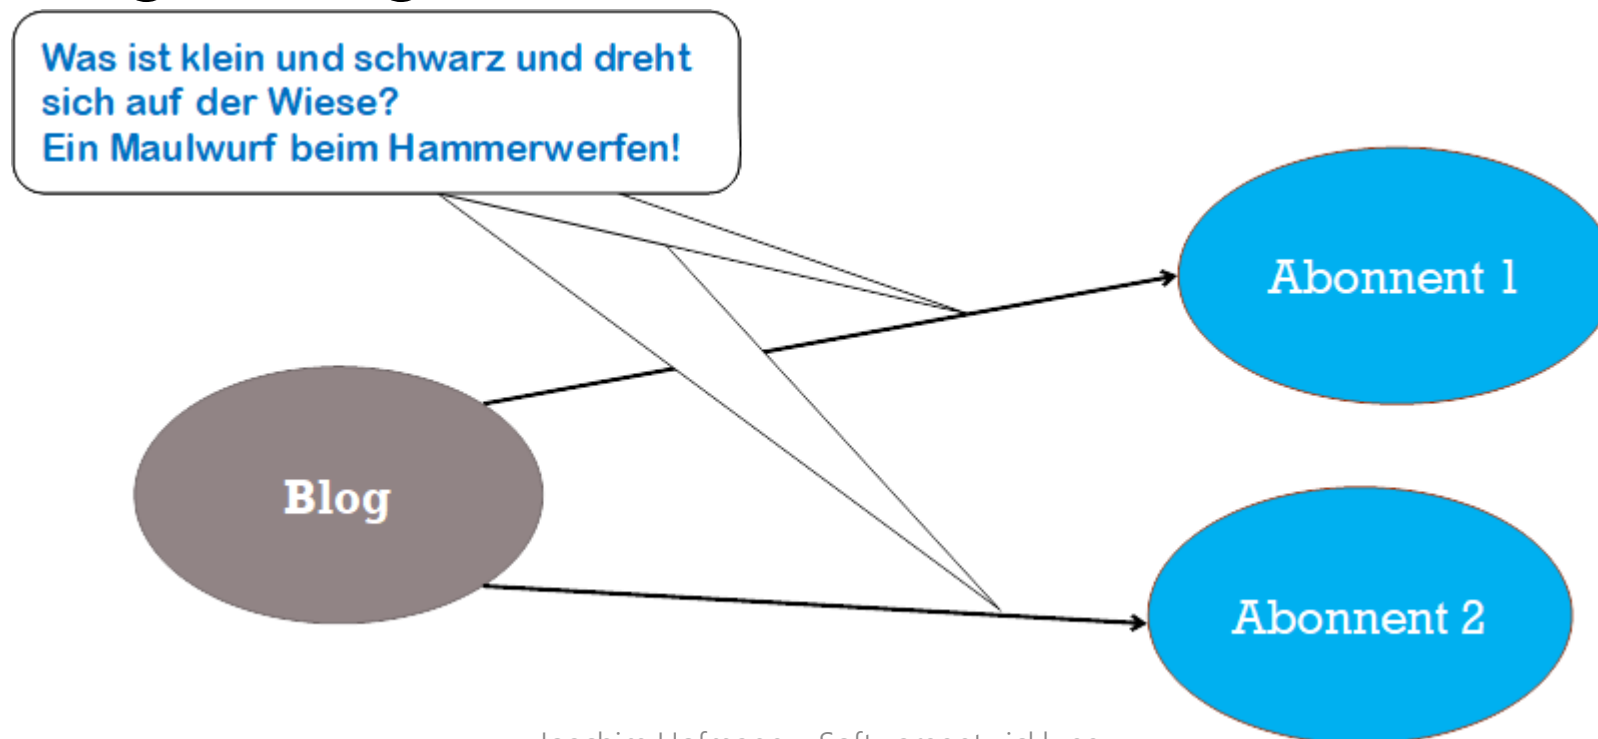 Was ist klein und schwarz und dreht
sich auf der Wiese?
Ein Maulwurf beim Hammerwerfen!
Abonnent 1
Blog
Abonnent 2